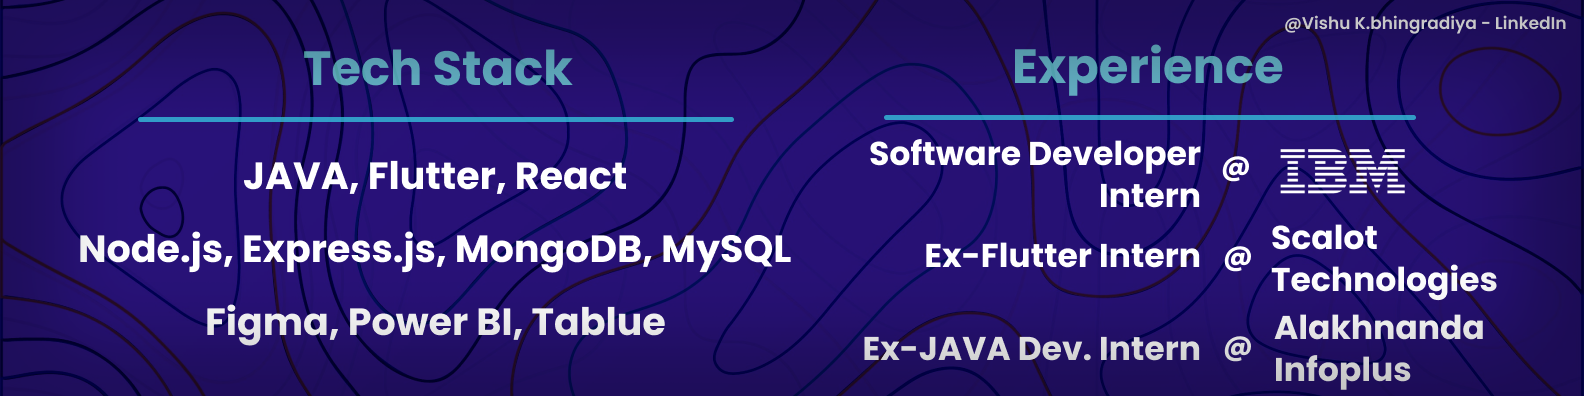 @Vishu K.bhingradiya - LinkedIn
Tech Stack
JAVA, Flutter, React
Node.js, Express.js, MongoDB, MySQL
Figma, Power BI, Tablue
Experience
Software Developer
Intern @ IBM
Ex-Flutter Intern @ Scalot
Technologies
Ex-JAVA Dev. Intern @ Alakhnanda
Infoplus